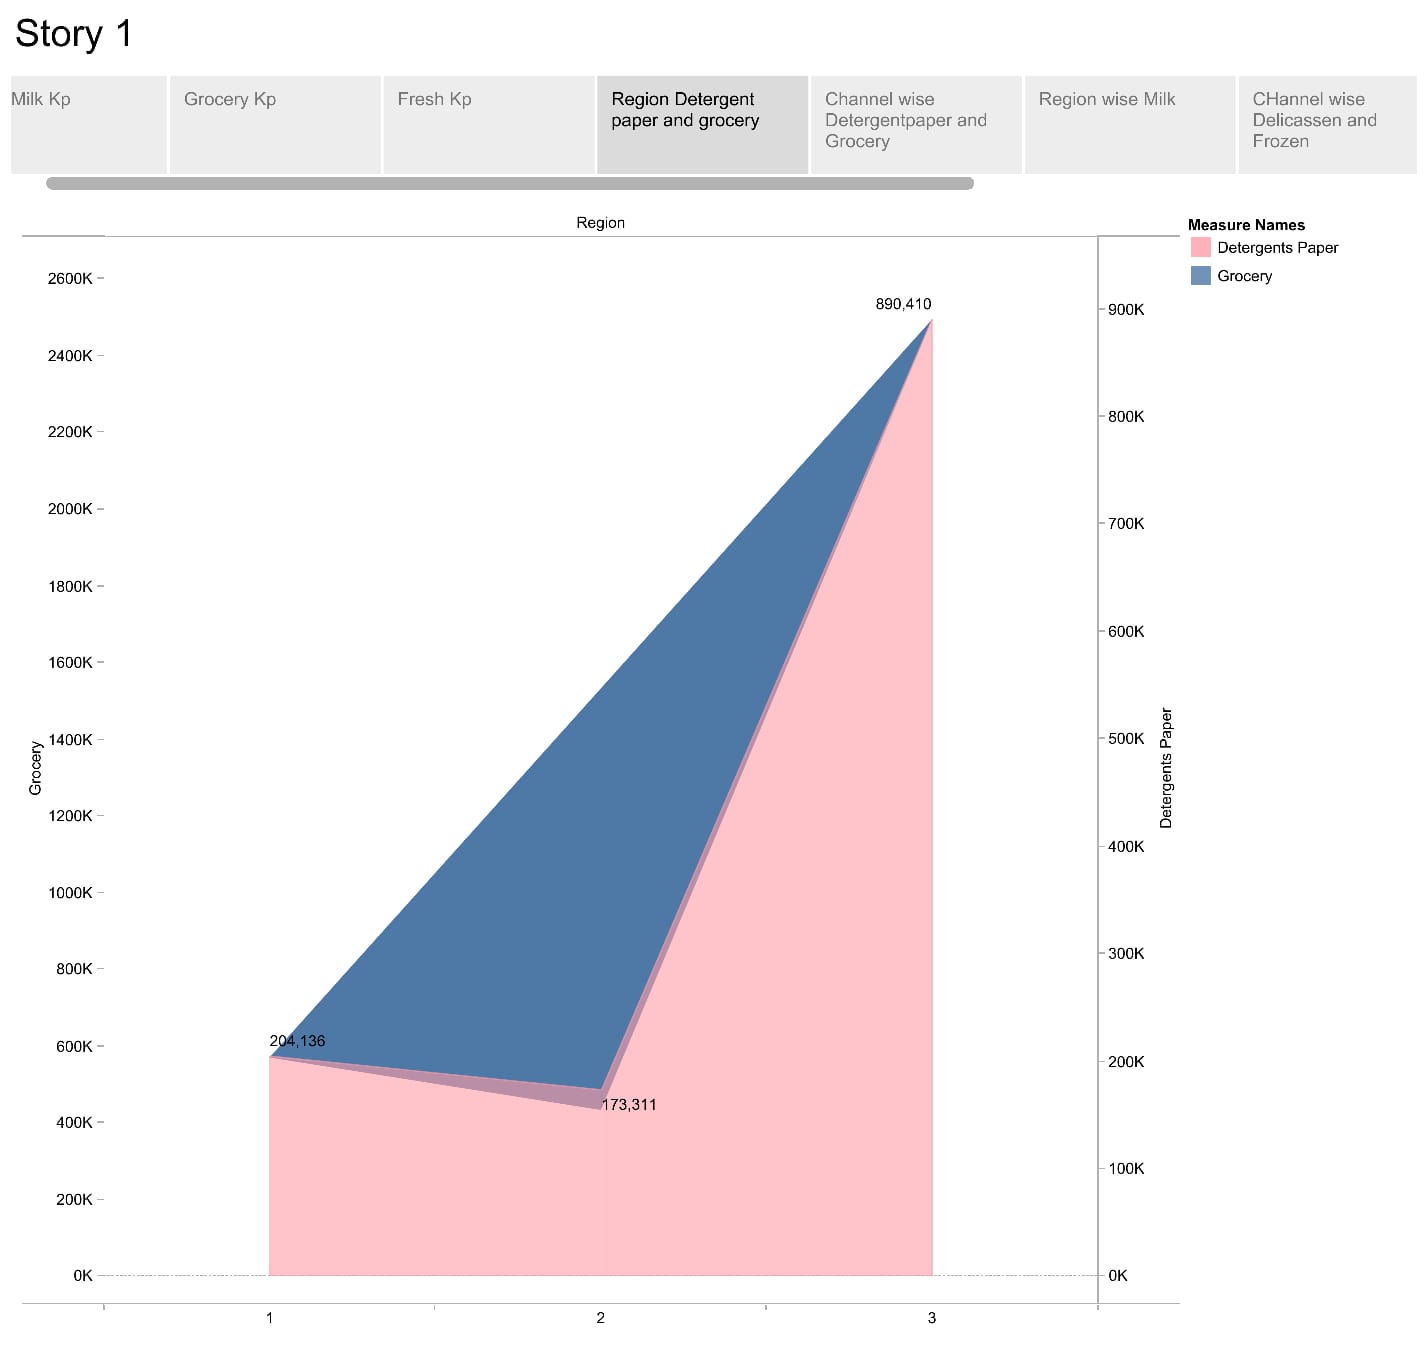 Story 1
Milk Kp
Grocery Kp
Fresh Kp
Region Detergent
paper and grocery
Channel wise
Detergentpaper and
Grocery
Region wise Milk
CHannel wise
Delicassen and
Frozen
Region
Measure Names
Detergents Paper
Grocery
2600K
2400K
2200K
2000K
1800K
1600K
1400K
1200K
1000K
800K
600K
400K
200K
0K
Grocery
890,410
204,136
173,311
900K
800K
700K
600K
500K
400K
300K
200K
100K
0K
Detergents Paper
1
2
3